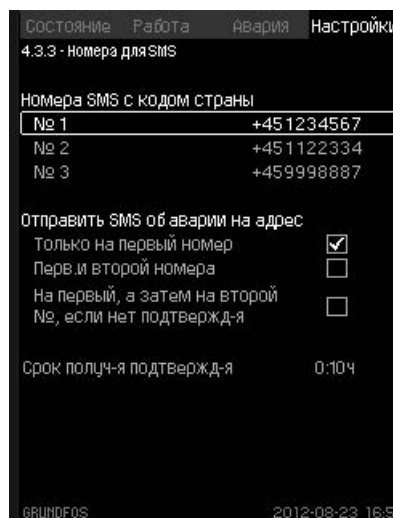 Состояние Работа Авария Настройки
4.3.3 - Номера для SMS
Номера SMS с кодом страны
№ 1 +451234567
№ 2 +451122334
№ 3 +459998887
Отправить SMS об аварии на адрес
Только на первый номер
Перв.и второй номера
На первый, а затем на второй
№, если нет подтвержд-я
Срок получ-я подтвержд-я 0:10ч
GRUNDFOS 2012-08-23 16:5